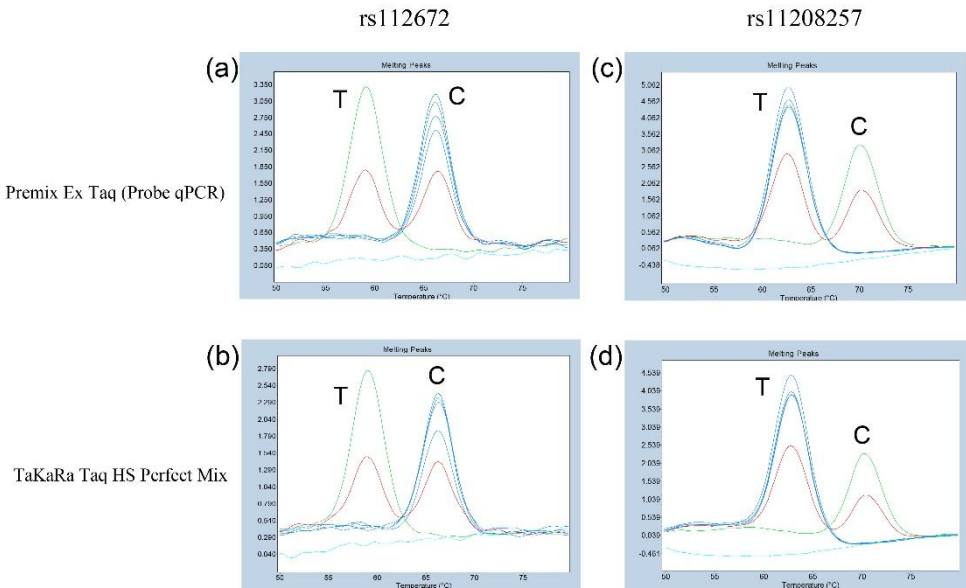 rs112672
rs11208257
Premix Ex Taq (Probe qPCR)
(a)
Melting Peaks
T
C
3.350
3.050
2.750
2.450
2.150
1.850
1.550
1.250
0.950
0.650
0.350
0.050
50 55 60 65 70 75
Temperature (°C)
(c)
Melting Peaks
T
C
5.062
4.562
4.062
3.562
3.062
2.562
2.062
1.562
1.062
0.562
0.062
-0.438
50 55 60 65 70 75
Temperature (°C)
TaKaRa Taq HS Perfect Mix
(b)
Melting Peaks
T
C
2.790
2.540
2.290
2.040
1.790
1.540
1.290
1.040
0.790
0.540
0.290
0.040
50 55 60 65 70 75
Temperature (°C)
(d)
Melting Peaks
T
C
4.539
4.039
3.539
3.039
2.539
2.039
1.539
1.039
0.539
0.039
-0.461
50 55 60 65 70 75
Temperature (°C)